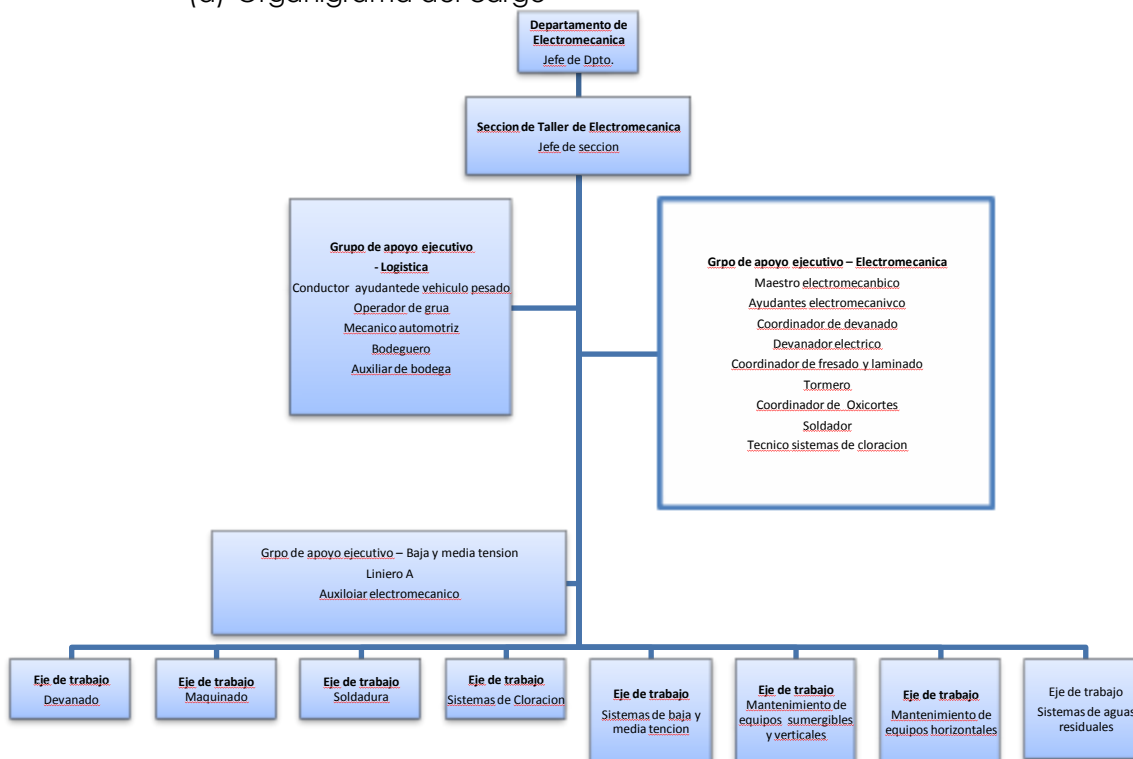 (a) Organigrama del cargo
Departamento de
Electromecanica
Jefe de Dpto.
Seccion de Taller de Electromecanica
Jefe de seccion
Grupo de apoyo ejecutivo
- Logistica
Conductor ayudantede vehiculo pesado
Operador de grua
Mecanico automotriz
Bodeguero
Auxiliar de bodega
Grpo de apoyo ejecutivo – Electromecanica
Maestro electromecanbico
Ayudantes electromecanivco
Coordinador de devanado
Devanador electrico
Coordinador de fresado y laminado
Tormero
Coordinador de Oxicortes
Soldador
Tecnico sistemas de cloracion
Grpo de apoyo ejecutivo – Baja y media tension
Liniero A
Auxiloiar electromecanico
Eje de trabajo
Devanado
Eje de trabajo
Maquinado
Eje de trabajo
Soldadura
Eje de trabajo
Sistemas de Cloracion
Eje de trabajo
Sistemas de baja y
media tencion
Eje de trabajo
Mantenimiento de
equipos sumergibles
y verticales
Eje de trabajo
Mantenimiento de
equipos horizontales
Eje de trabajo
Sistemas de aguas
residuales